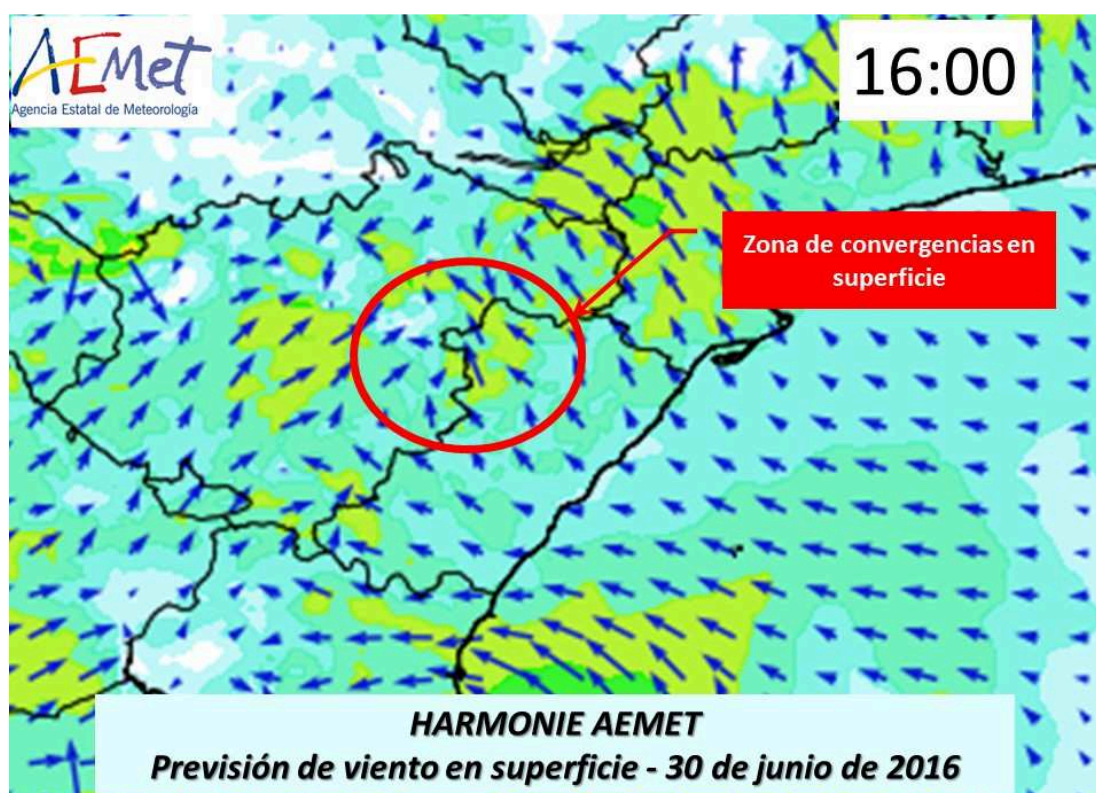 AEMet
Agencia Estatal de Meteorología
16:00
Zona de convergencias en
superficie
HARMONIE AEMET
Previsión de viento en superficie - 30 de junio de 2016